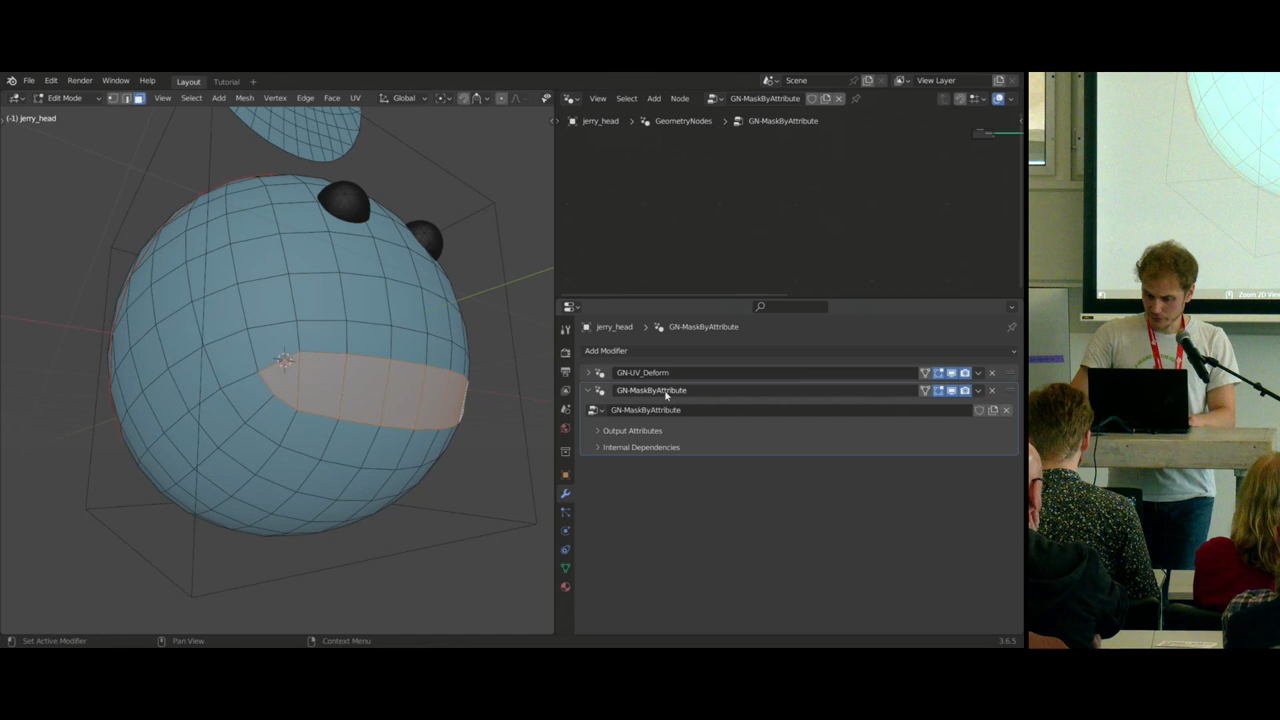 File Edit Render Window Help Layout Tutorial + Scene View Layer
Edit Mode View Select Add Mesh Vertex Edge Face UV Global View Select Add Node GN-MaskByAttribute
(-1) jerry_head
jerry_head > GeometryNodes > GN-MaskByAttribute
jerry_head > GN-MaskByAttribute
Add Modifier
GN-UV_Deform
GN-MaskByAttribute
GN-MaskByAttribute
Output Attributes
Internal Dependencies
Set Active Modifier Pan View Context Menu 3.6.5
Zoom 2D View